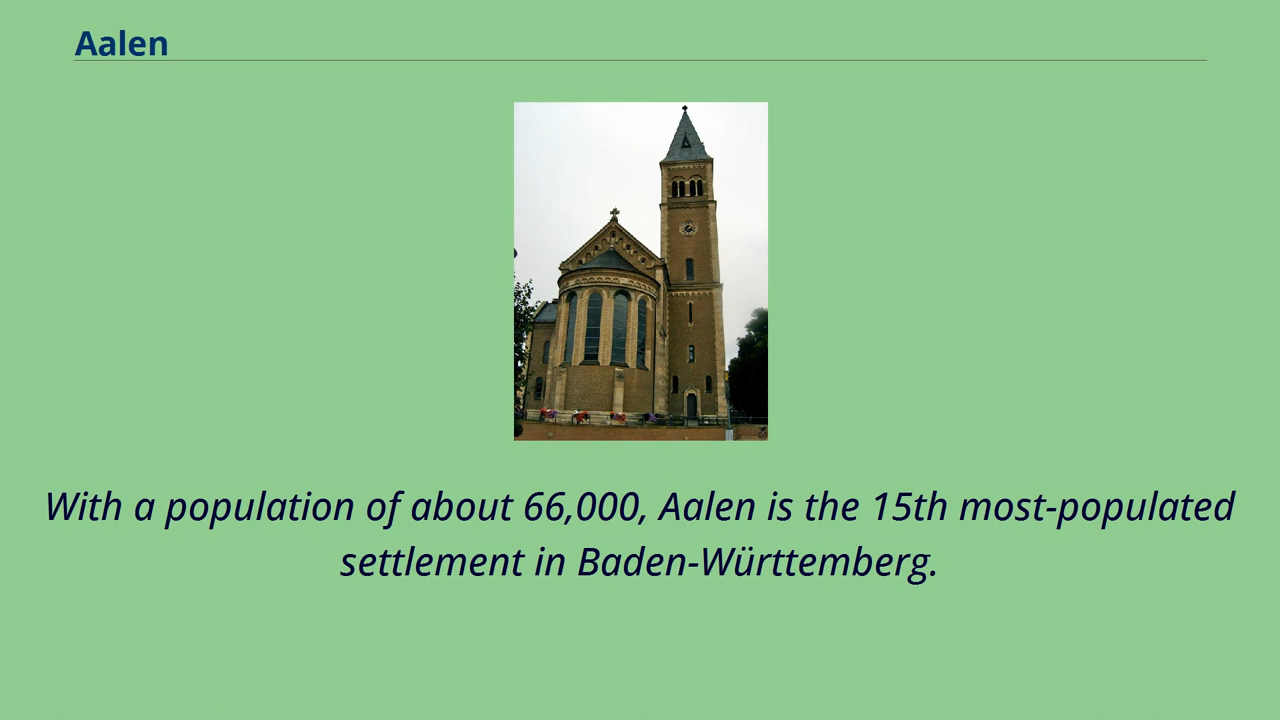 Aalen
With a population of about 66,000, Aalen is the 15th most-populated
settlement in Baden-Württemberg.